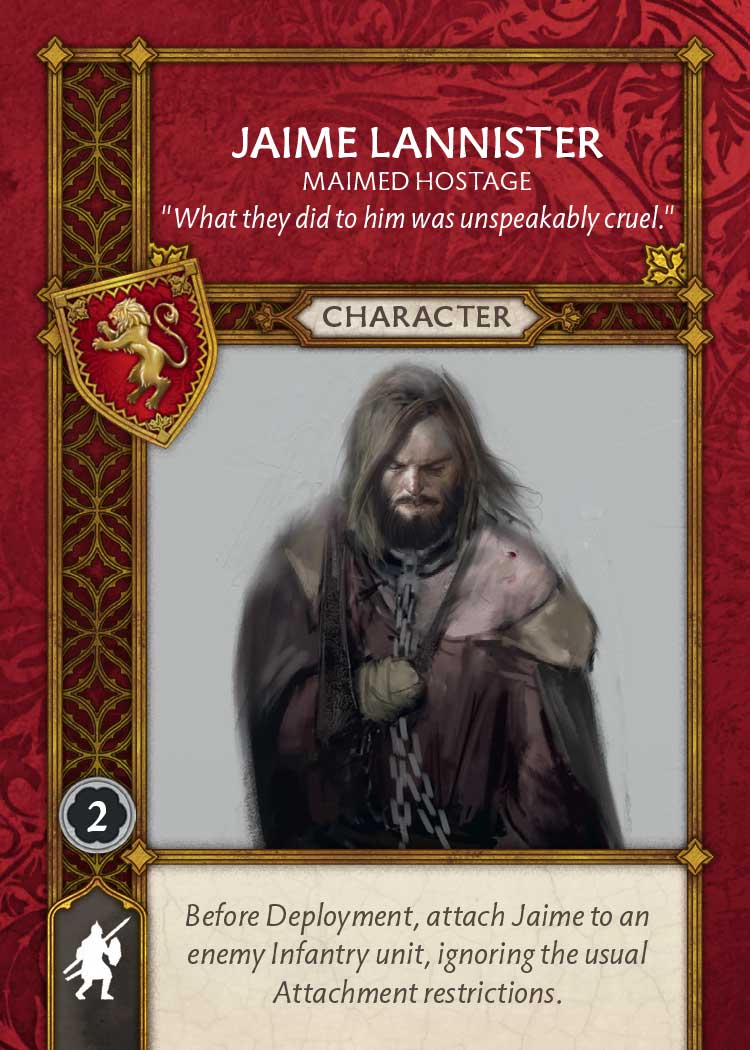 JAIME LANNISTER
MAIMED HOSTAGE
"What they did to him was unspeakably cruel."
CHARACTER
2
Before Deployment, attach Jaime to an
enemy Infantry unit, ignoring the usual
Attachment restrictions.